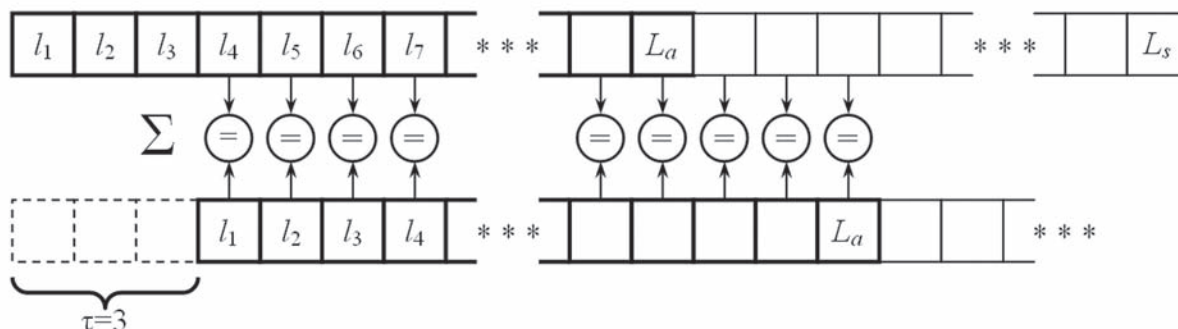 l₁ l₂ l₃ l₄ l₅ l₆ l₇ * * * Lₐ * * * Lₛ
Σ = = = = = = = = =
l₁ l₂ l₃ l₄ * * * Lₐ * * *
τ=3